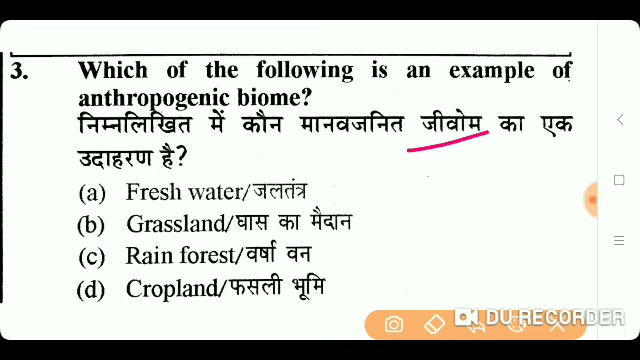 3. Which of the following is an example of
anthropogenic biome?
निम्नलिखित में कौन मानवजनित जीवोम का एक
उदाहरण है?
(a) Fresh water/जलतंत्र
(b) Grassland/घास का मैदान
(c) Rain forest/वर्षा वन
(d) Cropland/फसली भूमि
DU RECORDER